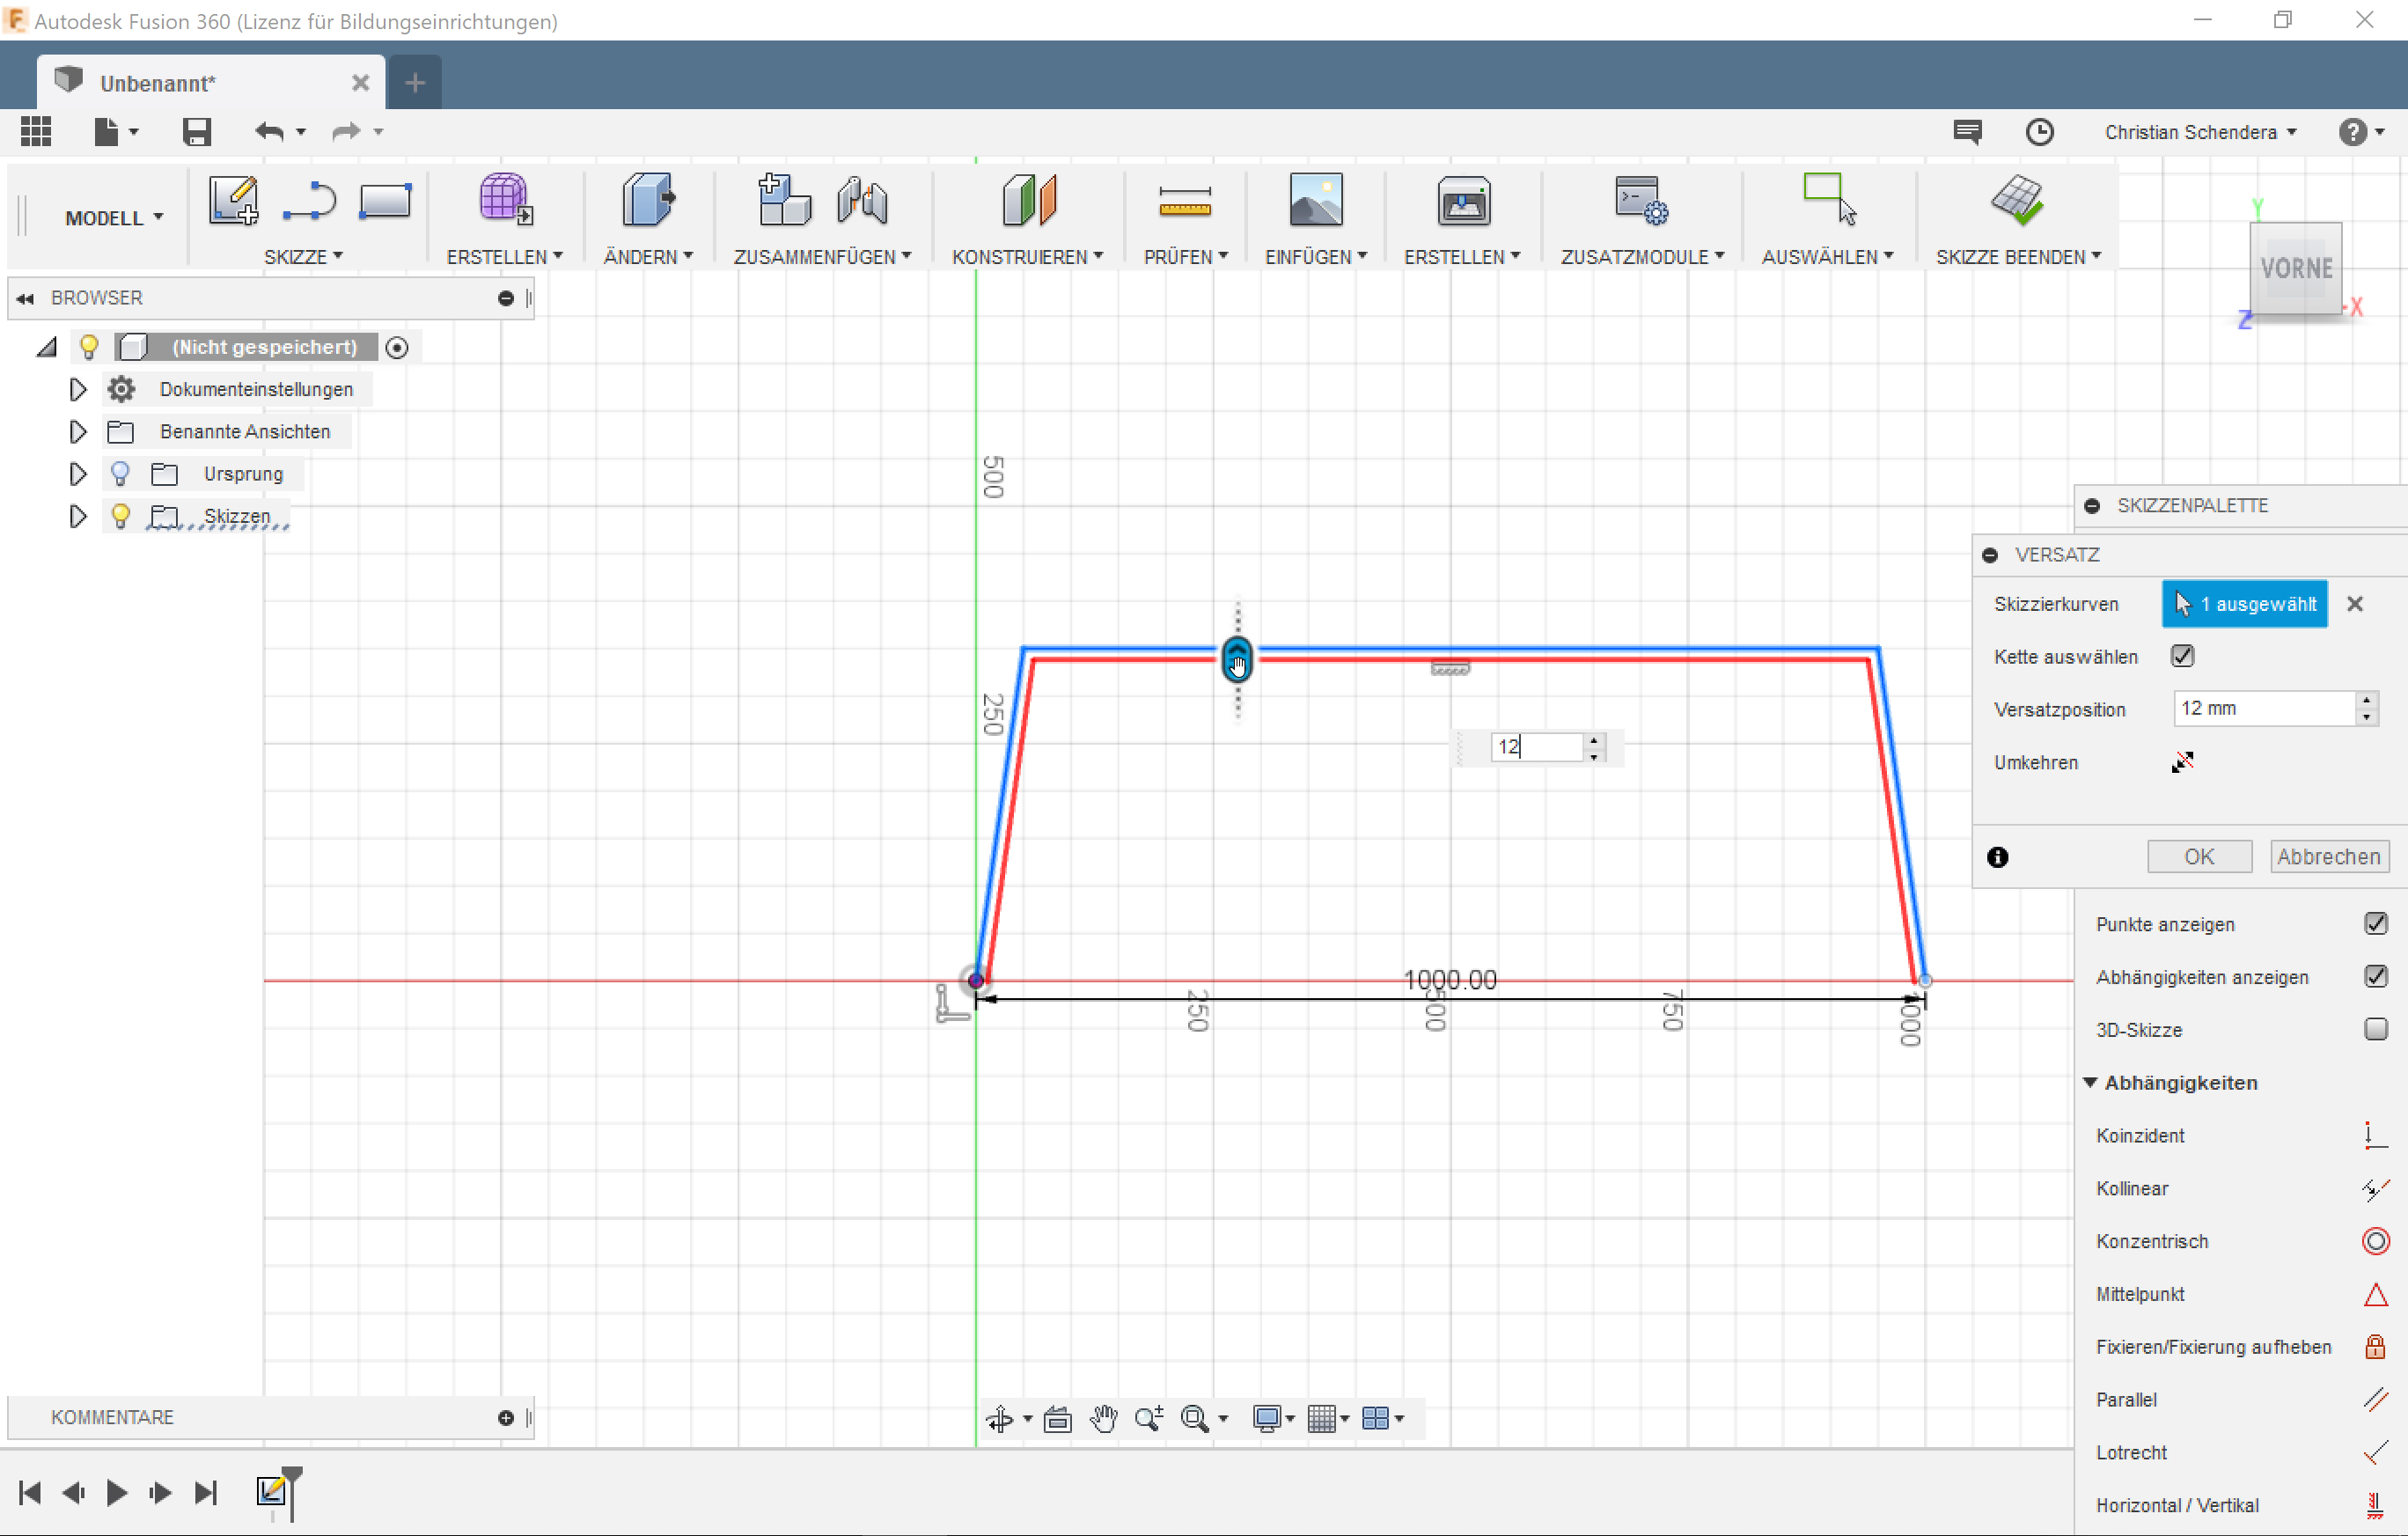 Autodesk Fusion 360 (Lizenz für Bildungseinrichtungen)
Unbenannt*
Christian Schendera
MODELL
SKIZZE
ERSTELLEN
ÄNDERN
ZUSAMMENFÜGEN
KONSTRUIEREN
PRÜFEN
EINFÜGEN
ERSTELLEN
ZUSATZMODULE
AUSWÄHLEN
SKIZZE BEENDEN
Y
VORNE
X
Z
BROWSER
(Nicht gespeichert)
Dokumenteinstellungen
Benannte Ansichten
Ursprung
Skizzen
500
250
12
1000.00
250
500
750
1000
SKIZZENPALETTE
VERSATZ
Skizzierkurven
1 ausgewählt
Kette auswählen
Versatzposition
12 mm
Umkehren
OK
Abbrechen
Punkte anzeigen
Abhängigkeiten anzeigen
3D-Skizze
Abhängigkeiten
Koinzident
Kollinear
Konzentrisch
Mittelpunkt
Fixieren/Fixierung aufheben
Parallel
Lotrecht
Horizontal / Vertikal
KOMMENTARE